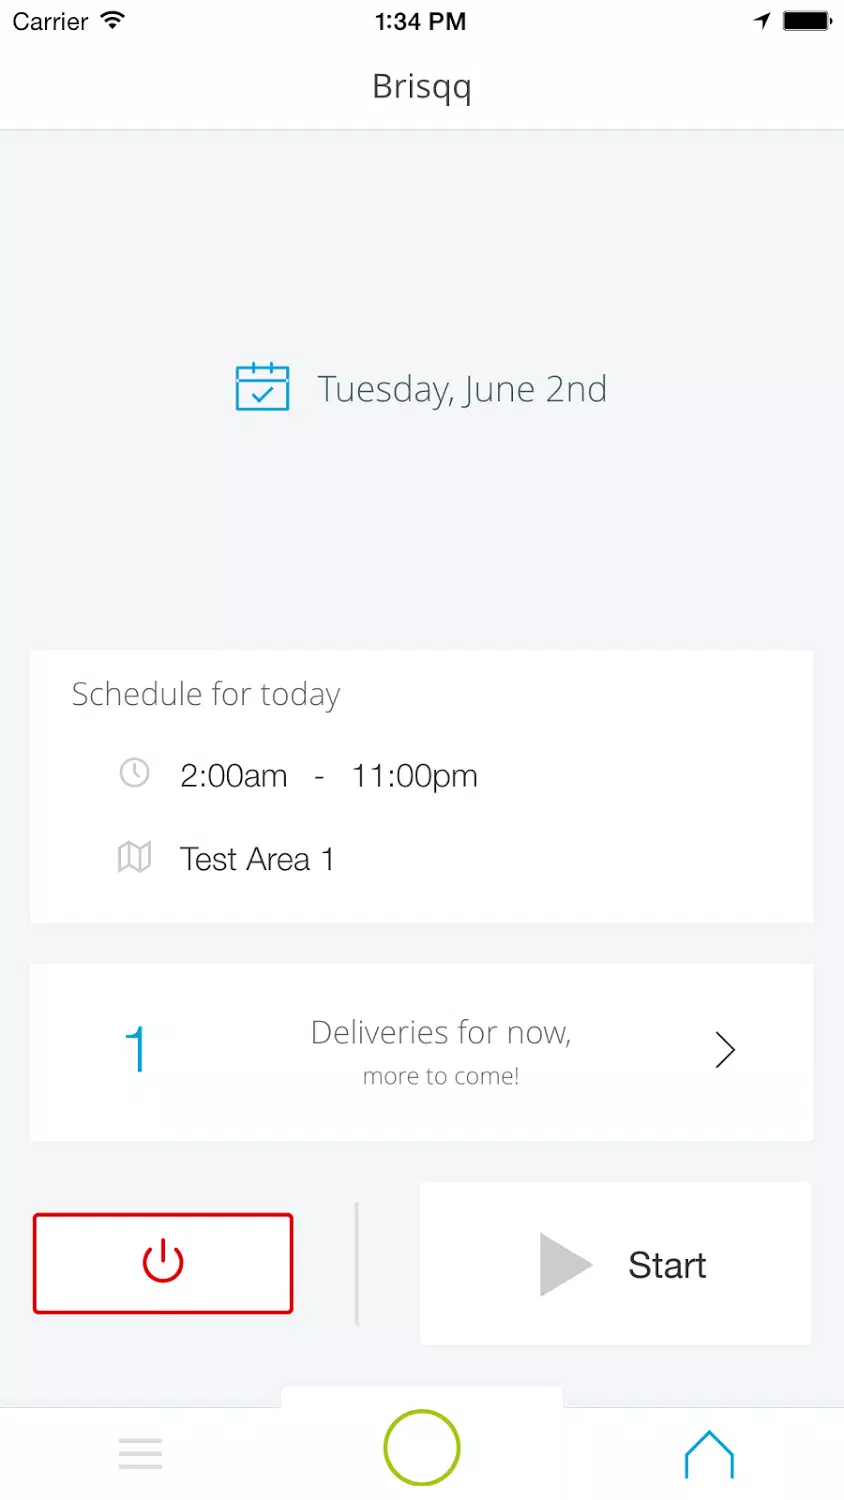 Carrier 1:34 PM
Brisqq
Tuesday, June 2nd
Schedule for today
2:00am - 11:00pm
Test Area 1
1 Deliveries for now,
more to come!
Start